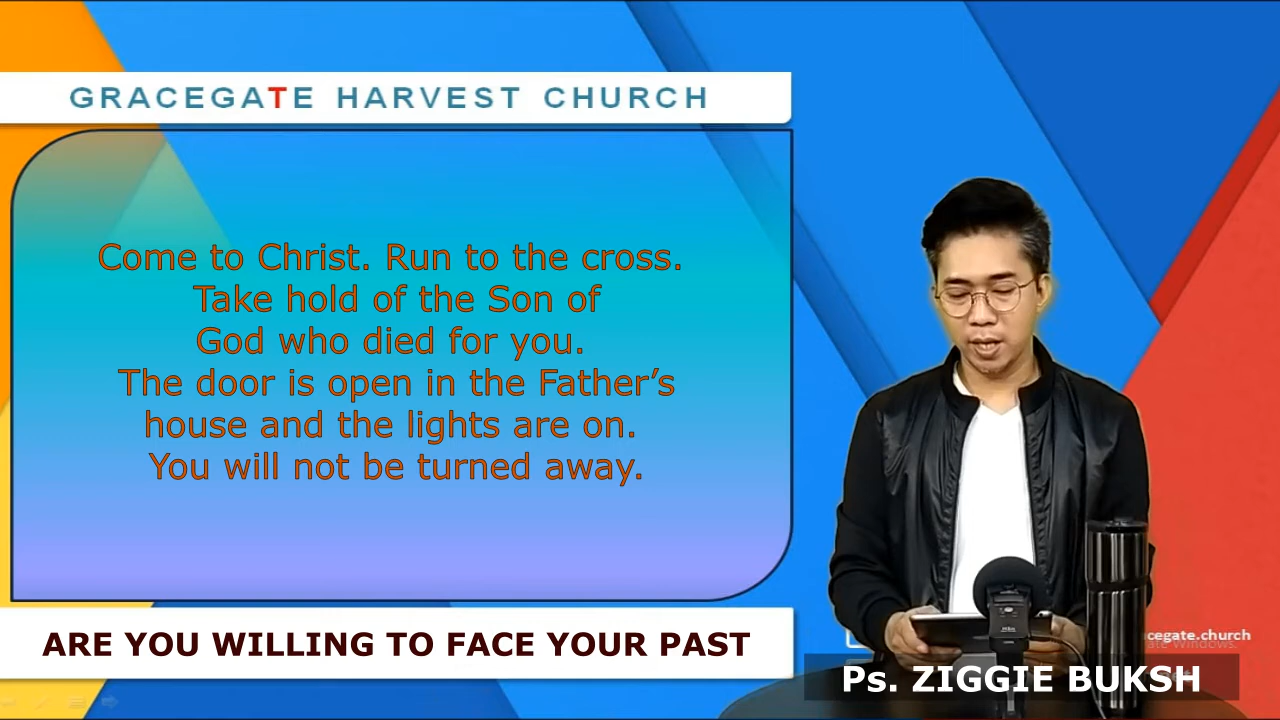 GRACEGATE HARVEST CHURCH
Come to Christ. Run to the cross.
Take hold of the Son of
God who died for you.
The door is open in the Father’s
house and the lights are on.
You will not be turned away.
ARE YOU WILLING TO FACE YOUR PAST
cegate.church
ate Windows.
Ps. ZIGGIE BUKSH